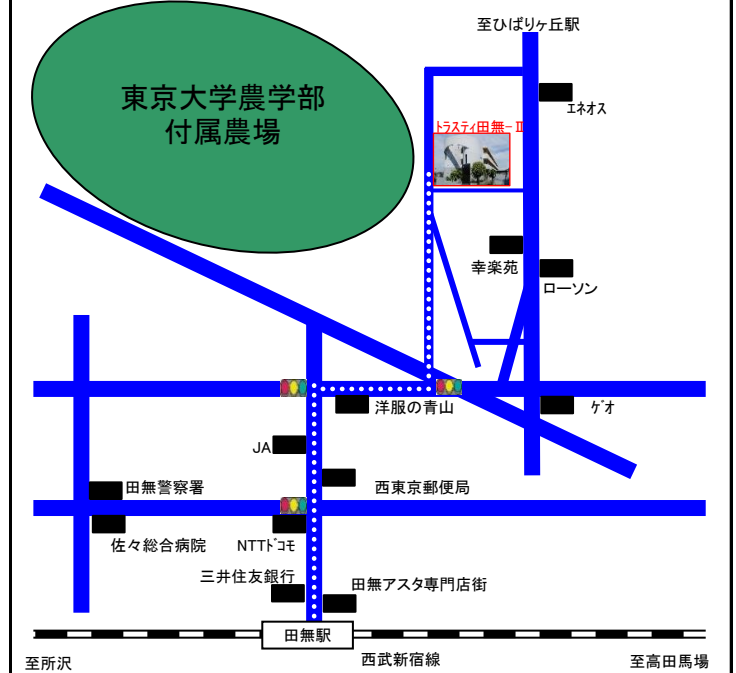 至ひばりヶ丘駅
東京大学農学部
付属農場
エネオス
トラスティ田無-Ⅱ
幸楽苑
ローソン
洋服の青山
ゲオ
JA
田無警察署
西東京郵便局
佐々総合病院
NTTドコモ
三井住友銀行
田無アスタ専門店街
田無駅
至所沢
西武新宿線
至高田馬場